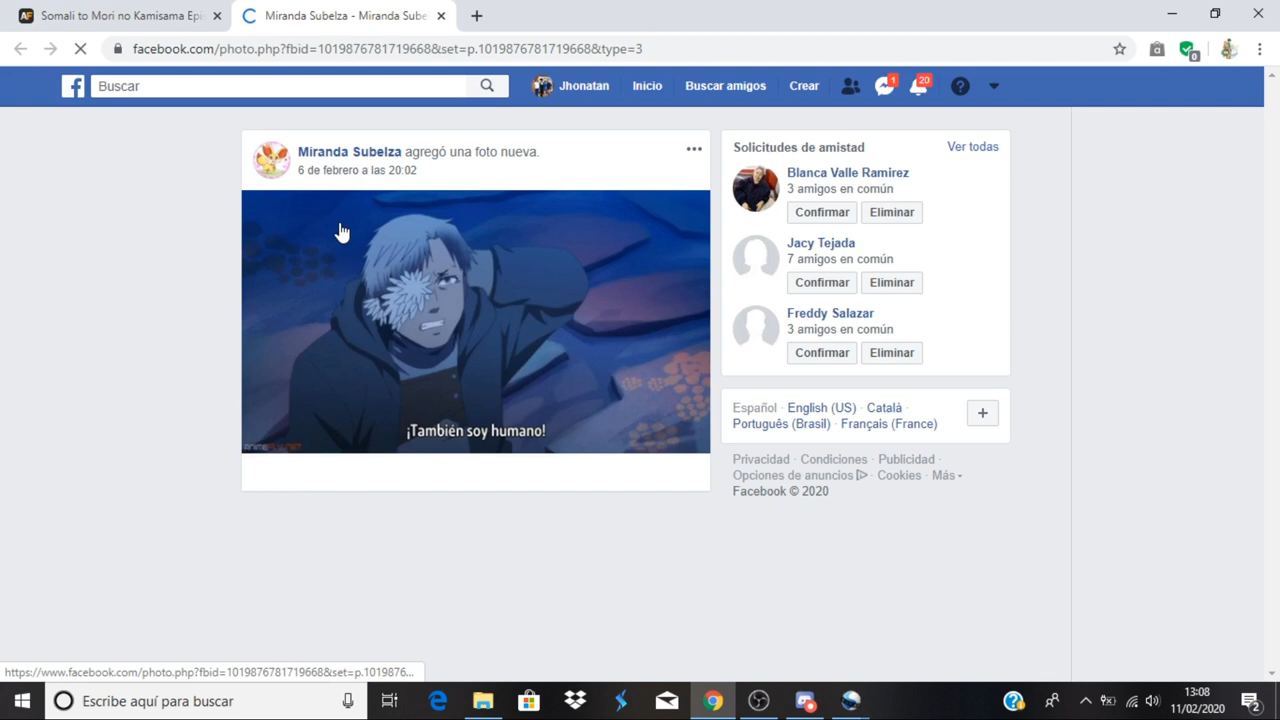 Somali to Mori no Kamisama Epis
Miranda Subelza - Miranda Sube
facebook.com/photo.php?fbid=1019876781719668&set=p.1019876781719668&type=3
0
Buscar
Jhonatan
Inicio
Buscar amigos
Crear
1
20
Miranda Subelza agregó una foto nueva.
6 de febrero a las 20:02
¡También soy humano!
ANIMEFLV.NET
Solicitudes de amistad
Ver todas
Blanca Valle Ramirez
3 amigos en común
Confirmar
Eliminar
Jacy Tejada
7 amigos en común
Confirmar
Eliminar
Freddy Salazar
3 amigos en común
Confirmar
Eliminar
Español · English (US) · Català ·
Português (Brasil) · Français (France)
Privacidad · Condiciones · Publicidad ·
Opciones de anuncios · Cookies · Más
Facebook © 2020
https://www.facebook.com/photo.php?fbid=1019876781719668&set=p.1019876...
Escribe aquí para buscar
13:08
11/02/2020
2